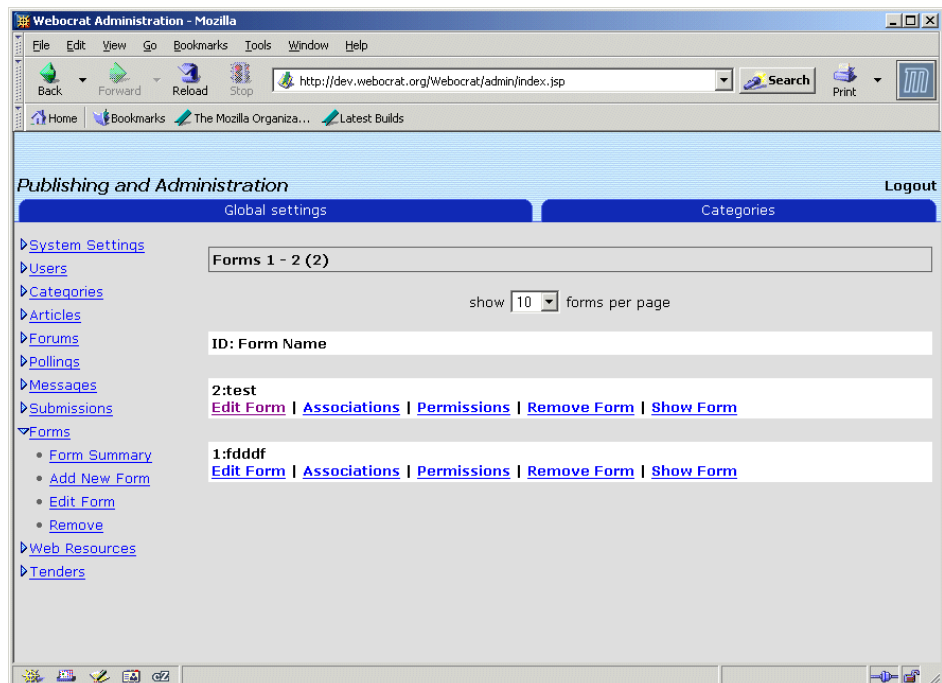 Webocrat Administration - Mozilla
File Edit View Go Bookmarks Tools Window Help
Back Forward Reload Stop http://dev.webocrat.org/Webocrat/admin/index.jsp Search Print
Home Bookmarks The Mozilla Organiza... Latest Builds
Publishing and Administration Logout
Global settings Categories
System Settings
Users
Categories
Articles
Forums
Pollings
Messages
Submissions
Forms
Form Summary
Add New Form
Edit Form
Remove
Web Resources
Tenders
Forms 1 - 2 (2)
show 10 forms per page
ID: Form Name
2:test
Edit Form | Associations | Permissions | Remove Form | Show Form
1:fdddf
Edit Form | Associations | Permissions | Remove Form | Show Form